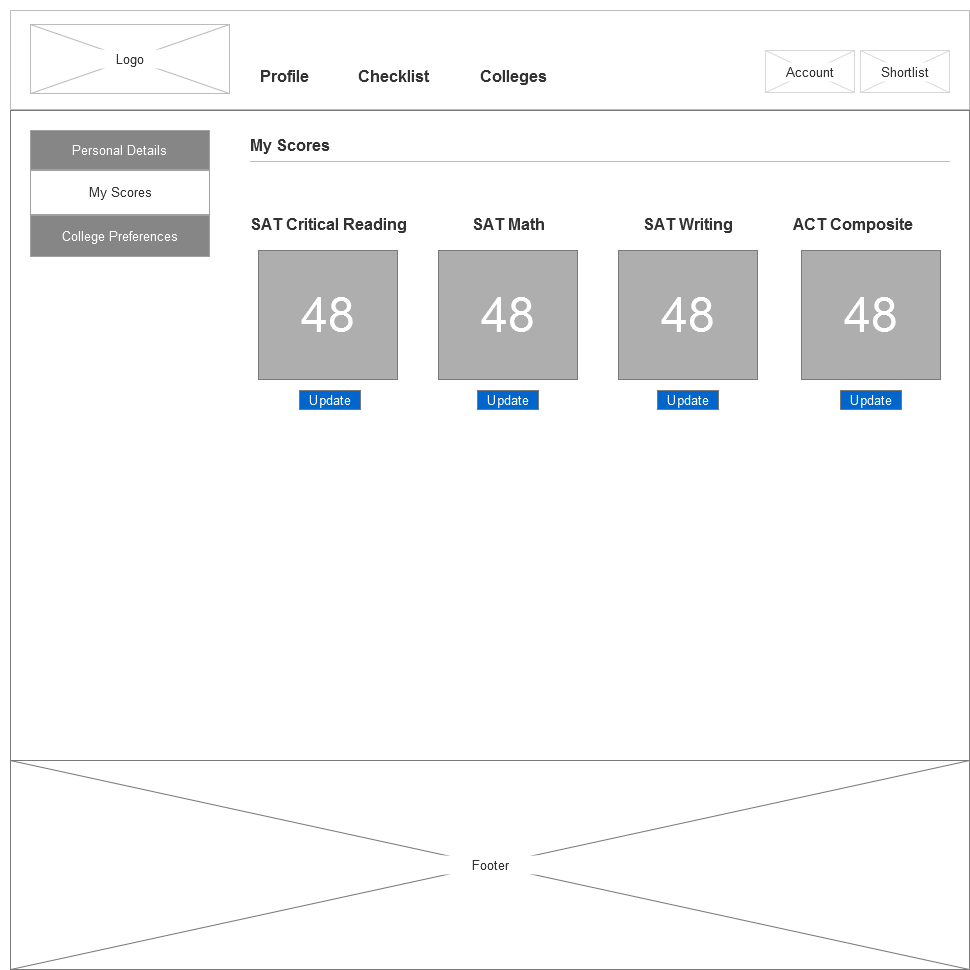 Logo
Profile
Checklist
Colleges
Account
Shortlist
Personal Details
My Scores
College Preferences
My Scores
SAT Critical Reading
SAT Math
SAT Writing
ACT Composite
48
48
48
48
Update
Update
Update
Update
Footer